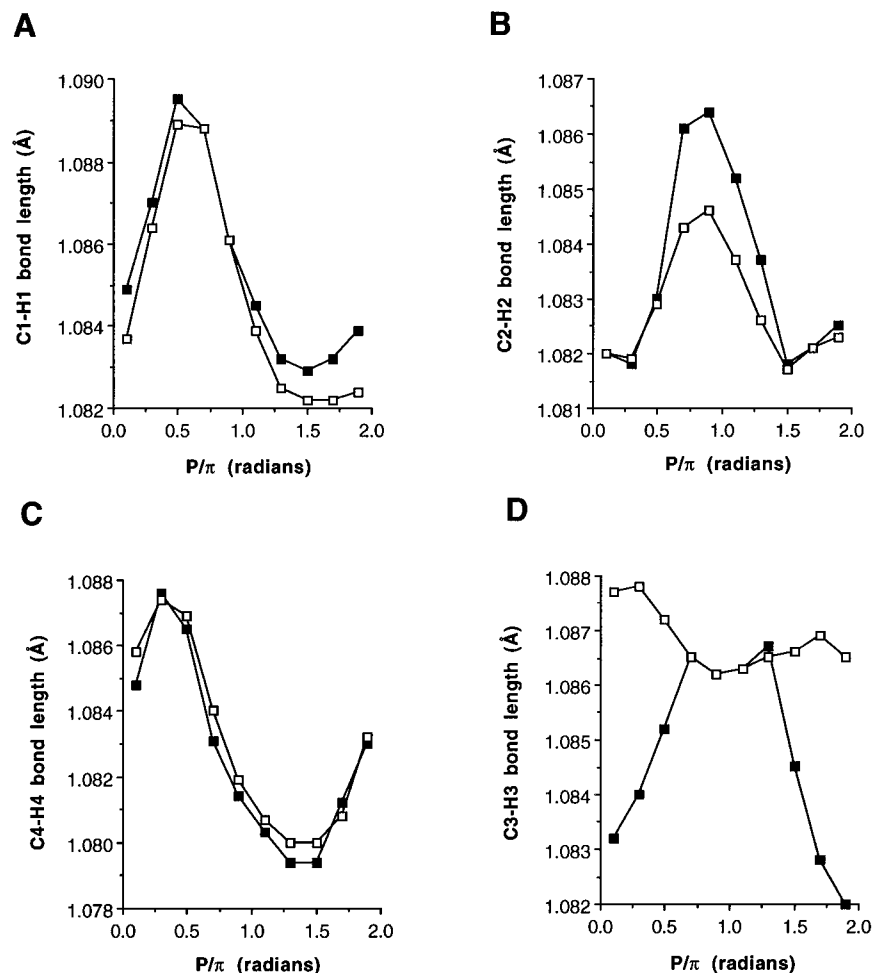 A
C1-H1 bond length (Å)
1.090
1.088
1.086
1.084
1.082
0.0 0.5 1.0 1.5 2.0
P/π (radians)
B
C2-H2 bond length (Å)
1.087
1.086
1.085
1.084
1.083
1.082
1.081
0.0 0.5 1.0 1.5 2.0
P/π (radians)
C
C4-H4 bond length (Å)
1.088
1.086
1.084
1.082
1.080
1.078
0.0 0.5 1.0 1.5 2.0
P/π (radians)
D
C3-H3 bond length (Å)
1.088
1.087
1.086
1.085
1.084
1.083
1.082
0.0 0.5 1.0 1.5 2.0
P/π (radians)